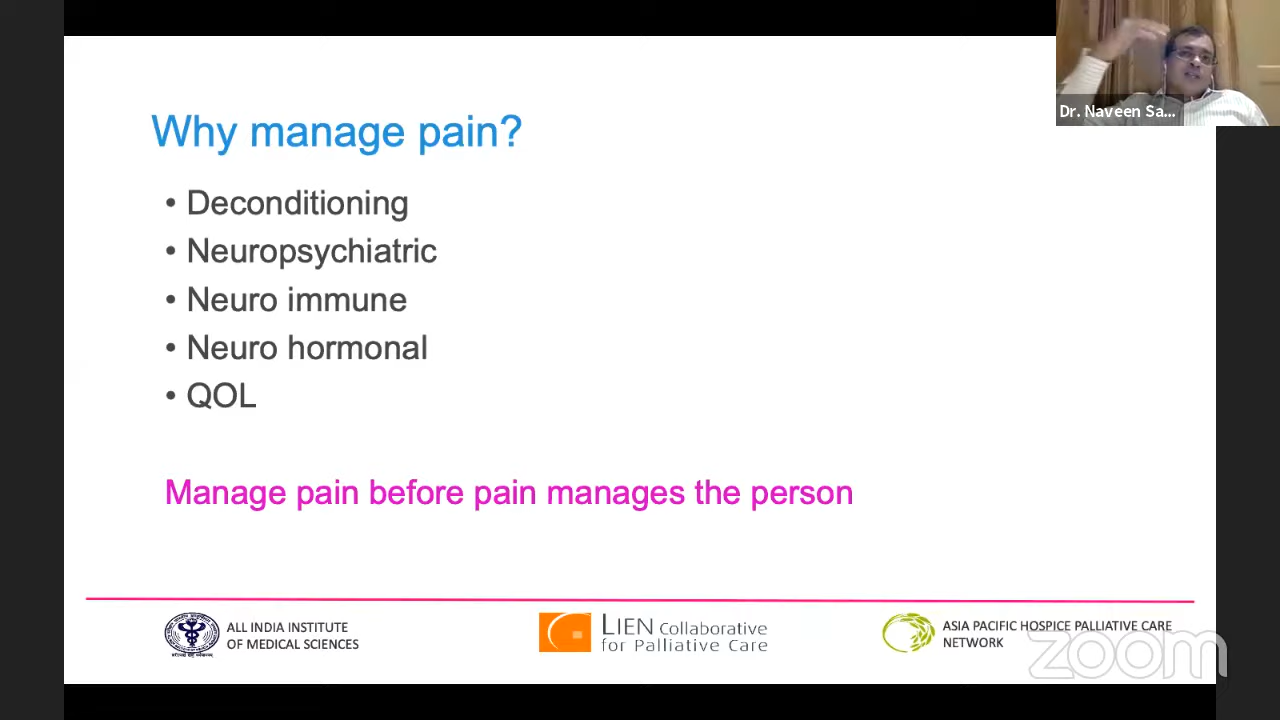 Dr. Naveen Sa...
Why manage pain?
• Deconditioning
• Neuropsychiatric
• Neuro immune
• Neuro hormonal
• QOL
Manage pain before pain manages the person
ALL INDIA INSTITUTE
OF MEDICAL SCIENCES
LIEN Collaborative
for Palliative Care
ASIA PACIFIC HOSPICE PALLIATIVE CARE
NETWORK
zoom